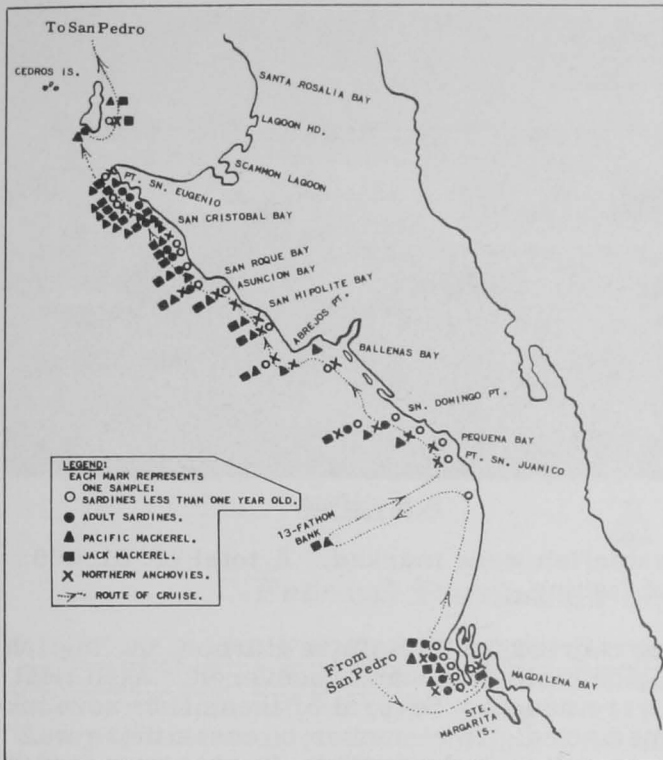 To San Pedro
CEDROS IS.
SANTA ROSALIA BAY
LAGOON HD.
SCAMMON LAGOON
PT. SN. EUGENIO
SAN CRISTOBAL BAY
SAN ROQUE BAY
ASUNCION BAY
SAN HIPOLITE BAY
ABREJOS PT.
BALLENAS BAY
SN. DOMINGO PT.
PEQUENA BAY
PT. SN. JUANICO
LEGEND:
EACH MARK REPRESENTS
ONE SAMPLE:
SARDINES LESS THAN ONE YEAR OLD.
ADULT SARDINES.
PACIFIC MACKEREL.
JACK MACKEREL.
NORTHERN ANCHOVIES.
ROUTE OF CRUISE.
13-FATHOM
BANK
From
San Pedro
MAGDALENA BAY
STE.
MARGARITA
IS.